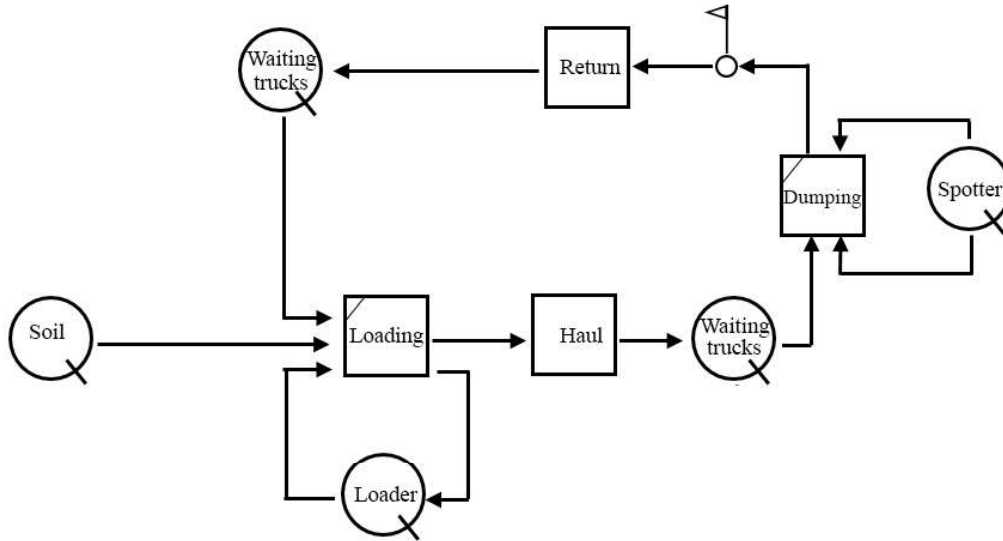 Waiting
trucks
Return
Dumping
Spotter
Soil
Loading
Haul
Waiting
trucks
Loader